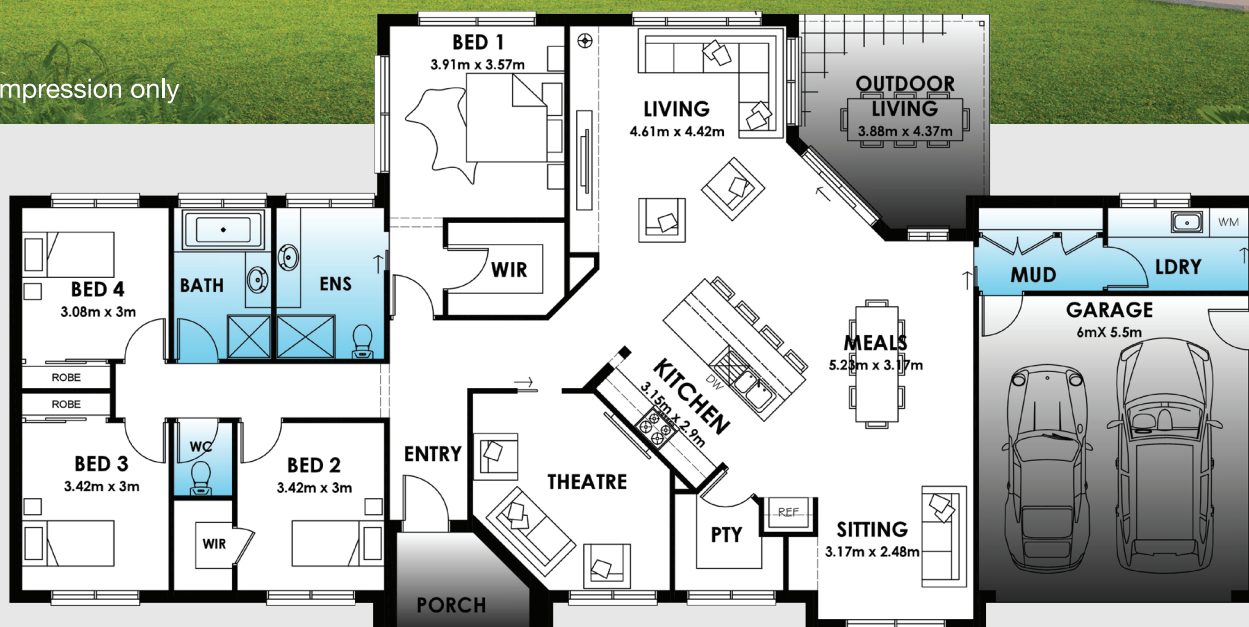 mpression only
BED 1
3.91m x 3.57m
LIVING
4.61m x 4.42m
OUTDOOR
LIVING
3.88m x 4.37m
BED 4
3.08m x 3m
BATH
ENS
WIR
MUD
LDRY
WM
GARAGE
6mX 5.5m
MEALS
5.23m x 3.17m
KITCHEN
3.15m x 2.9m
DW
ROBE
ROBE
BED 3
3.42m x 3m
WC
BED 2
3.42m x 3m
WIR
ENTRY
THEATRE
PTY
REF
SITTING
3.17m x 2.48m
PORCH